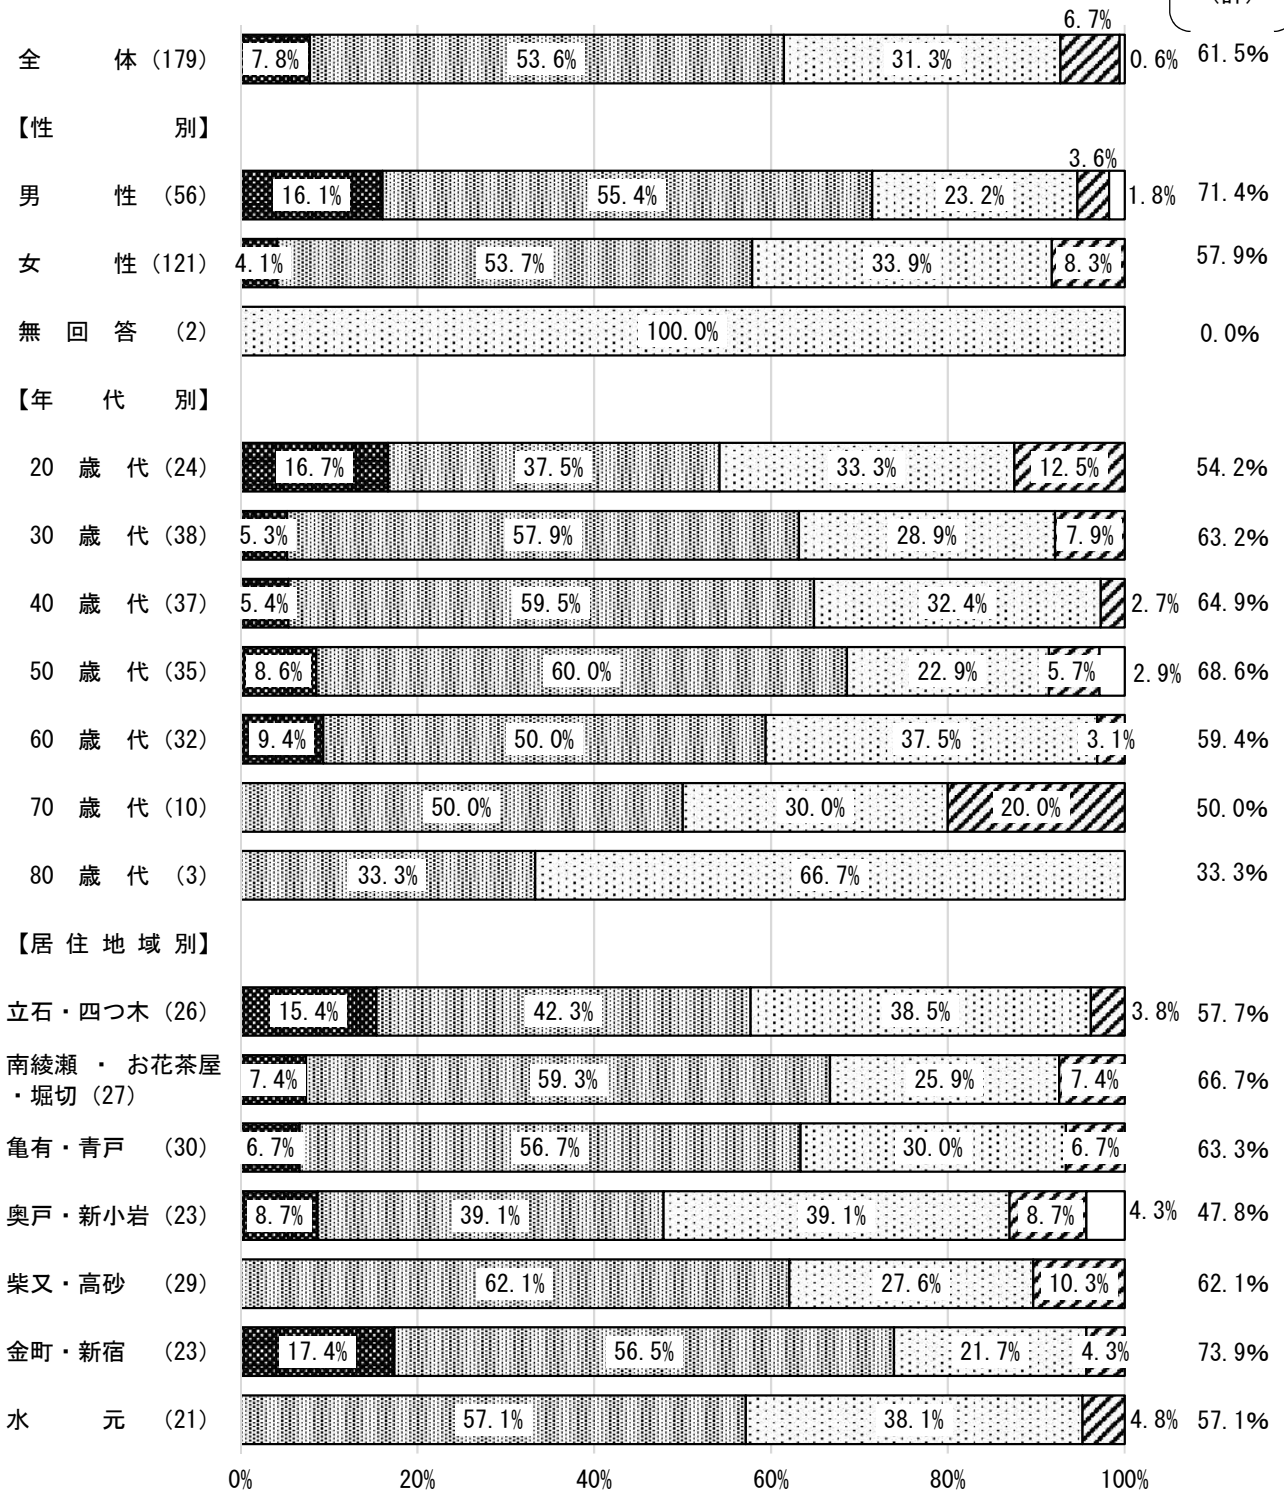 (計)
6.7%
全 体 (179) 7.8% 53.6% 31.3% 0.6% 61.5%
【性 別】
3.6%
男 性 (56) 16.1% 55.4% 23.2% 1.8% 71.4%
女 性 (121) 4.1% 53.7% 33.9% 8.3% 57.9%
無 回 答 (2) 100.0% 0.0%
【年 代 別】
20 歳 代 (24) 16.7% 37.5% 33.3% 12.5% 54.2%
30 歳 代 (38) 5.3% 57.9% 28.9% 7.9% 63.2%
40 歳 代 (37) 5.4% 59.5% 32.4% 2.7% 64.9%
50 歳 代 (35) 8.6% 60.0% 22.9% 5.7% 2.9% 68.6%
60 歳 代 (32) 9.4% 50.0% 37.5% 3.1% 59.4%
70 歳 代 (10) 50.0% 30.0% 20.0% 50.0%
80 歳 代 (3) 33.3% 66.7% 33.3%
【居 住 地 域 別】
立石・四つ木 (26) 15.4% 42.3% 38.5% 3.8% 57.7%
南綾瀬 ・ お花茶屋
・堀切 (27) 7.4% 59.3% 25.9% 7.4% 66.7%
亀有・青戸 (30) 6.7% 56.7% 30.0% 6.7% 63.3%
奥戸・新小岩 (23) 8.7% 39.1% 39.1% 8.7% 4.3% 47.8%
柴又・高砂 (29) 62.1% 27.6% 10.3% 62.1%
金町・新宿 (23) 17.4% 56.5% 21.7% 4.3% 73.9%
水 元 (21) 57.1% 38.1% 4.8% 57.1%
0% 20% 40% 60% 80% 100%